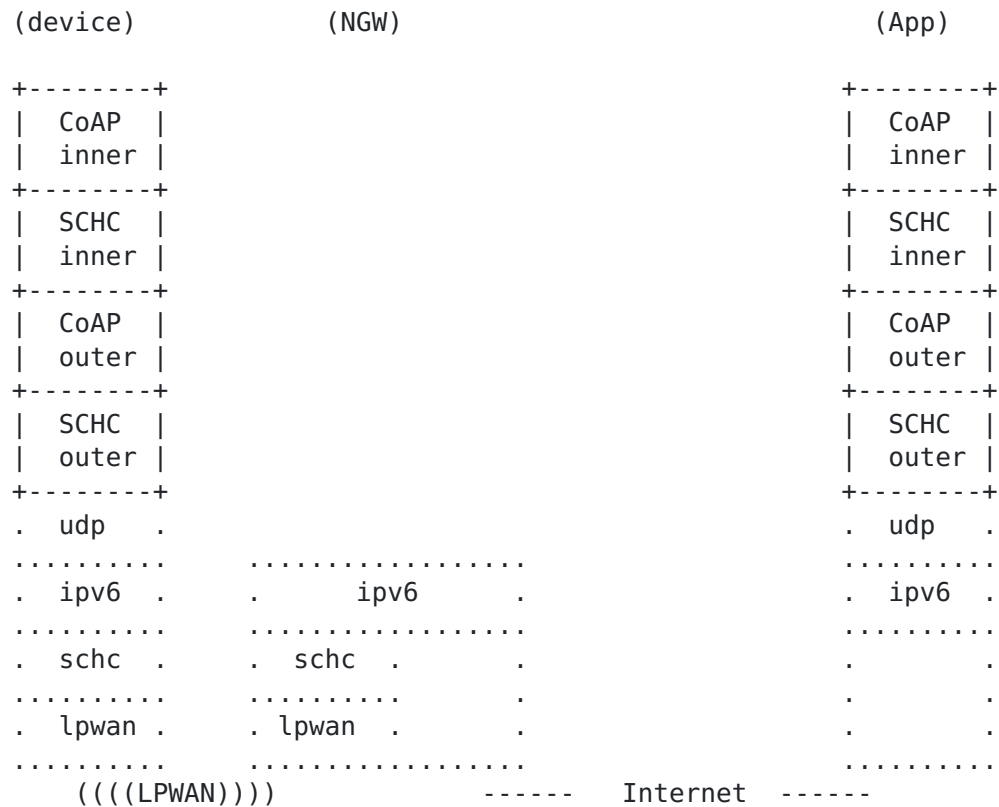 (device) (NGW) (App)
+--------+ +--------+
| CoAP | | CoAP |
| inner | | inner |
+--------+ +--------+
| SCHC | | SCHC |
| inner | | inner |
+--------+ +--------+
| CoAP | | CoAP |
| outer | | outer |
+--------+ +--------+
| SCHC | | SCHC |
| outer | | outer |
+--------+ +--------+
. udp . . udp .
.......... .................. ..........
. ipv6 . . ipv6 . . ipv6 .
.......... .................. ..........
. schc . . schc . . . .
.......... .......... . . .
. lpwan . . lpwan . . . .
.......... .................. ..........
((((LPWAN)))) ------ Internet ------